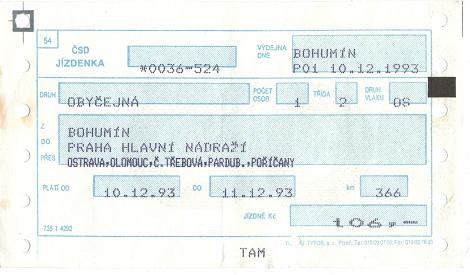 54
ČSD
JÍZDENKA
*0036-524
VÝDEJNA
DNE
BOHUMÍN
P01 10.12.1993
DRUH
OBYČEJNÁ
POČET
OSOB
1
TŘÍDA
2
DRUH
VLAKU
OS
Z
DO
PŘES
BOHUMÍN
PRAHA HLAVNÍ NÁDRAŽÍ
OSTRAVA,OLOMOUC,Č.TŘEBOVÁ,PARDUB.,POŘÍČANY
PLATÍ OD
10.12.93
DO
11.12.93
km
366
JÍZDNÉ Kč
106,--
735 1 4292
TAM